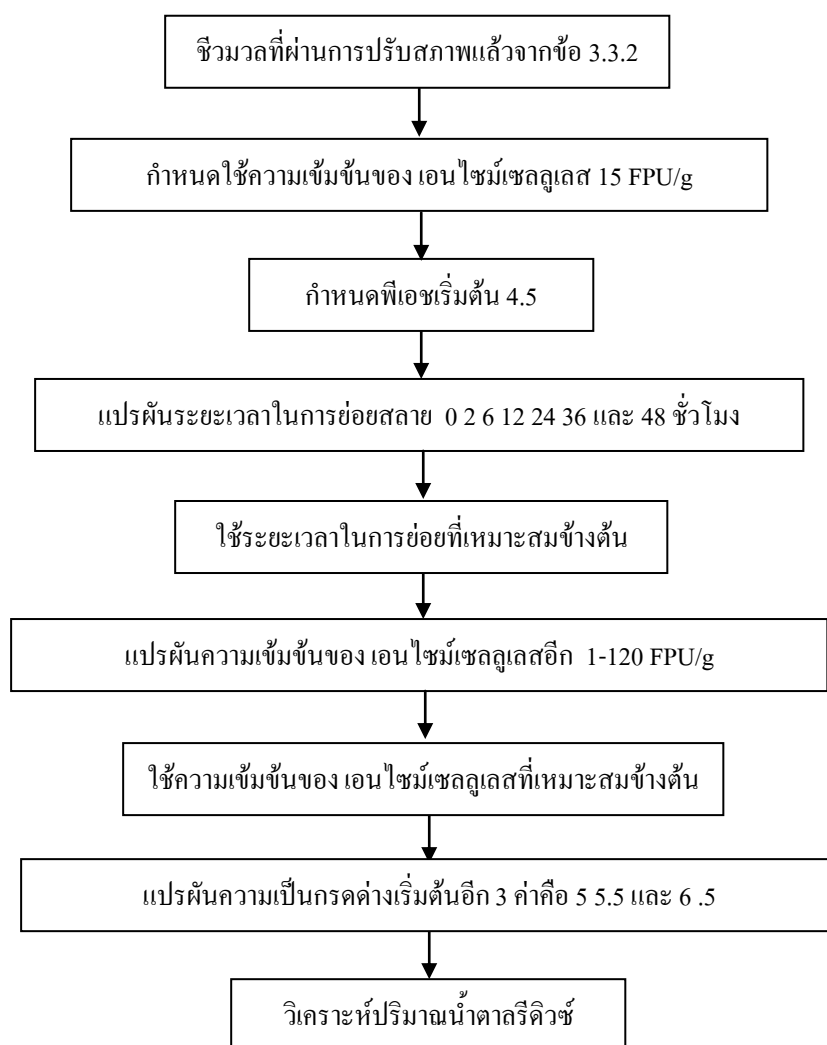 ชีวมวลที่ผ่านการปรับสภาพแล้วจากข้อ 3.3.2
กำหนดใช้ความเข้มข้นของ เอนไซม์เซลลูเลส 15 FPU/g
กำหนดพีเอชเริ่มต้น 4.5
แปรผันระยะเวลาในการย่อยสลาย 0 2 6 12 24 36 และ 48 ชั่วโมง
ใช้ระยะเวลาในการย่อยที่เหมาะสมข้างต้น
แปรผันความเข้มข้นของ เอนไซม์เซลลูเลสอีก 1-120 FPU/g
ใช้ความเข้มข้นของ เอนไซม์เซลลูเลสที่เหมาะสมข้างต้น
แปรผันความเป็นกรดด่างเริ่มต้นอีก 3 ค่าคือ 5 5.5 และ 6 .5
วิเคราะห์ปริมาณน้ำตาลรีดิวซ์